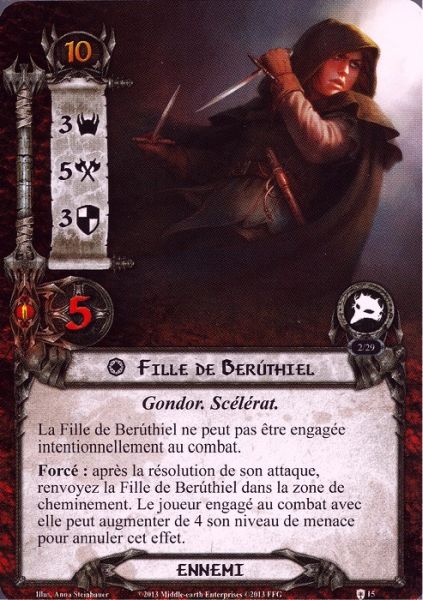 10
3
5
3
5
2/29
Fille de Berúthiel
Gondor. Scélérat.
La Fille de Berúthiel ne peut pas être engagée
intentionnellement au combat.
Forcé : après la résolution de son attaque,
renvoyez la Fille de Berúthiel dans la zone de
cheminement. Le joueur engagé au combat avec
elle peut augmenter de 4 son niveau de menace
pour annuler cet effet.
ENNEMI
Illus. Anna Steinbauer ©2013 Middle-earth Enterprises ©2013 FFG 15